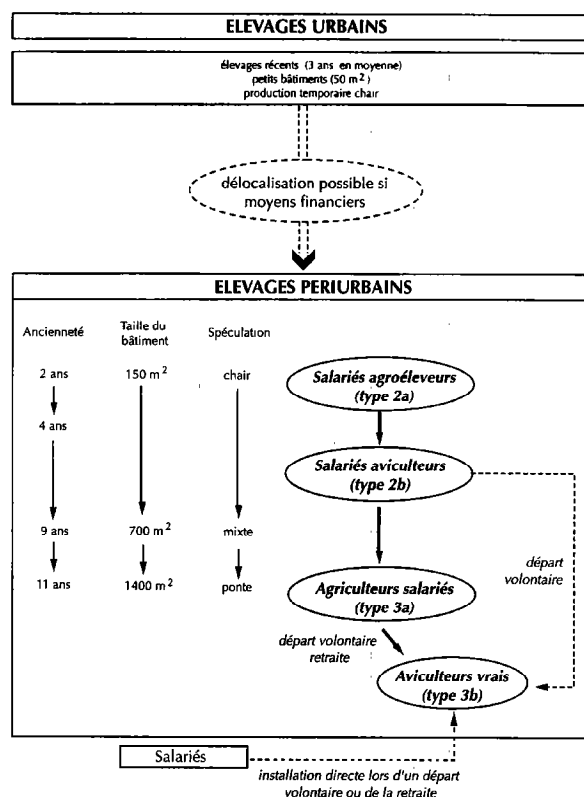 ELEVAGES URBAINS
élevages récents (3 ans en moyenne)
petits bâtiments (50 m²)
production temporaire chair
délocalisation possible si
moyens financiers
ELEVAGES PERIURBAINS
Ancienneté
Taille du
bâtiment
Spéculation
2 ans
150 m²
chair
4 ans
9 ans
700 m²
mixte
11 ans
1400 m²
ponte
Salariés agroéleveurs
(type 2a)
Salariés aviculteurs
(type 2b)
départ
volontaire
Agriculteurs salariés
(type 3a)
départ volontaire
retraite
Aviculteurs vrais
(type 3b)
Salariés
installation directe lors d'un départ
volontaire ou de la retraite